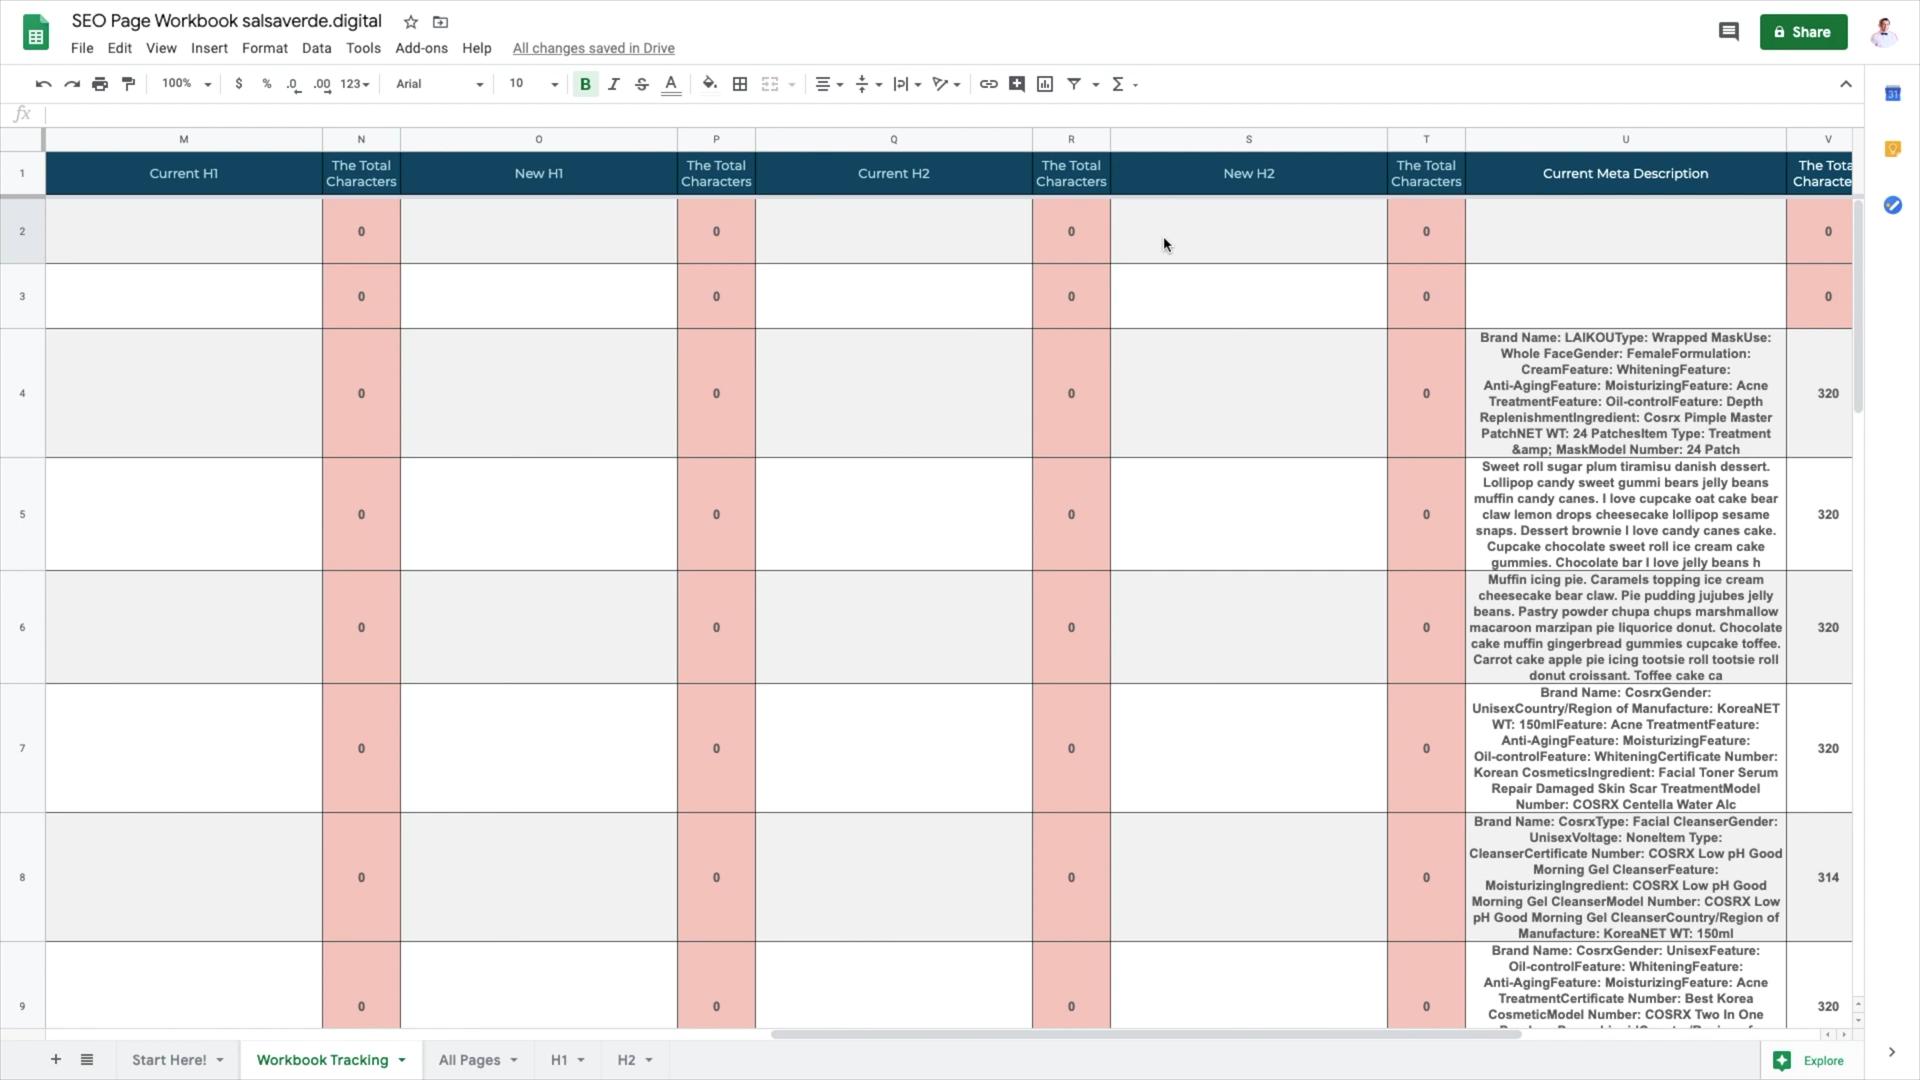 SEO Page Workbook salsaverde.digital
File Edit View Insert Format Data Tools Add-ons Help All changes saved in Drive
Share
100% $ % .0 .00 123 Arial 10 B I S A
fx
M N O P Q R S T U V
1 Current H1 The Total Characters New H1 The Total Characters Current H2 The Total Characters New H2 The Total Characters Current Meta Description The Tota Characte
2 0 0 0 0 0
3 0 0 0 0 0
4 0 0 0 0
Brand Name: LAIKOUType: Wrapped MaskUse:
Whole FaceGender: FemaleFormulation:
CreamFeature: WhiteningFeature:
Anti-AgingFeature: MoisturizingFeature: Acne
TreatmentFeature: Oil-controlFeature: Depth
ReplenishmentIngredient: Cosrx Pimple Master
PatchNET WT: 24 PatchesItem Type: Treatment
&amp; MaskModel Number: 24 Patch
320
5 0 0 0 0
Sweet roll sugar plum tiramisu danish dessert.
Lollipop candy sweet gummi bears jelly beans
muffin candy canes. I love cupcake oat cake bear
claw lemon drops cheesecake lollipop sesame
snaps. Dessert brownie I love candy canes cake.
Cupcake chocolate sweet roll ice cream cake
gummies. Chocolate bar I love jelly beans h
320
6 0 0 0 0
Muffin icing pie. Caramels topping ice cream
cheesecake bear claw. Pie pudding jujubes jelly
beans. Pastry powder chupa chups marshmallow
macaroon marzipan pie liquorice donut. Chocolate
cake muffin gingerbread gummies cupcake toffee.
Carrot cake apple pie icing tootsie roll tootsie roll
donut croissant. Toffee cake ca
320
7 0 0 0 0
Brand Name: CosrxGender:
UnisexCountry/Region of Manufacture: KoreaNET
WT: 150mlFeature: Acne TreatmentFeature:
Anti-AgingFeature: MoisturizingFeature:
Oil-controlFeature: WhiteningCertificate Number:
Korean CosmeticsIngredient: Facial Toner Serum
Repair Damaged Skin Scar TreatmentModel
Number: COSRX Centella Water Alc
320
8 0 0 0 0
Brand Name: CosrxType: Facial CleanserGender:
UnisexVoltage: NoneItem Type:
CleanserCertificate Number: COSRX Low pH Good
Morning Gel CleanserFeature:
MoisturizingIngredient: COSRX Low pH Good
Morning Gel CleanserModel Number: COSRX Low
pH Good Morning Gel CleanserCountry/Region of
Manufacture: KoreaNET WT: 150ml
314
9 0 0 0 0
Brand Name: CosrxGender: UnisexFeature:
Oil-controlFeature: WhiteningFeature:
Anti-AgingFeature: MoisturizingFeature: Acne
TreatmentCertificate Number: Best Korea
CosmeticModel Number: COSRX Two In One
320
Start Here! Workbook Tracking All Pages H1 H2 Explore
31